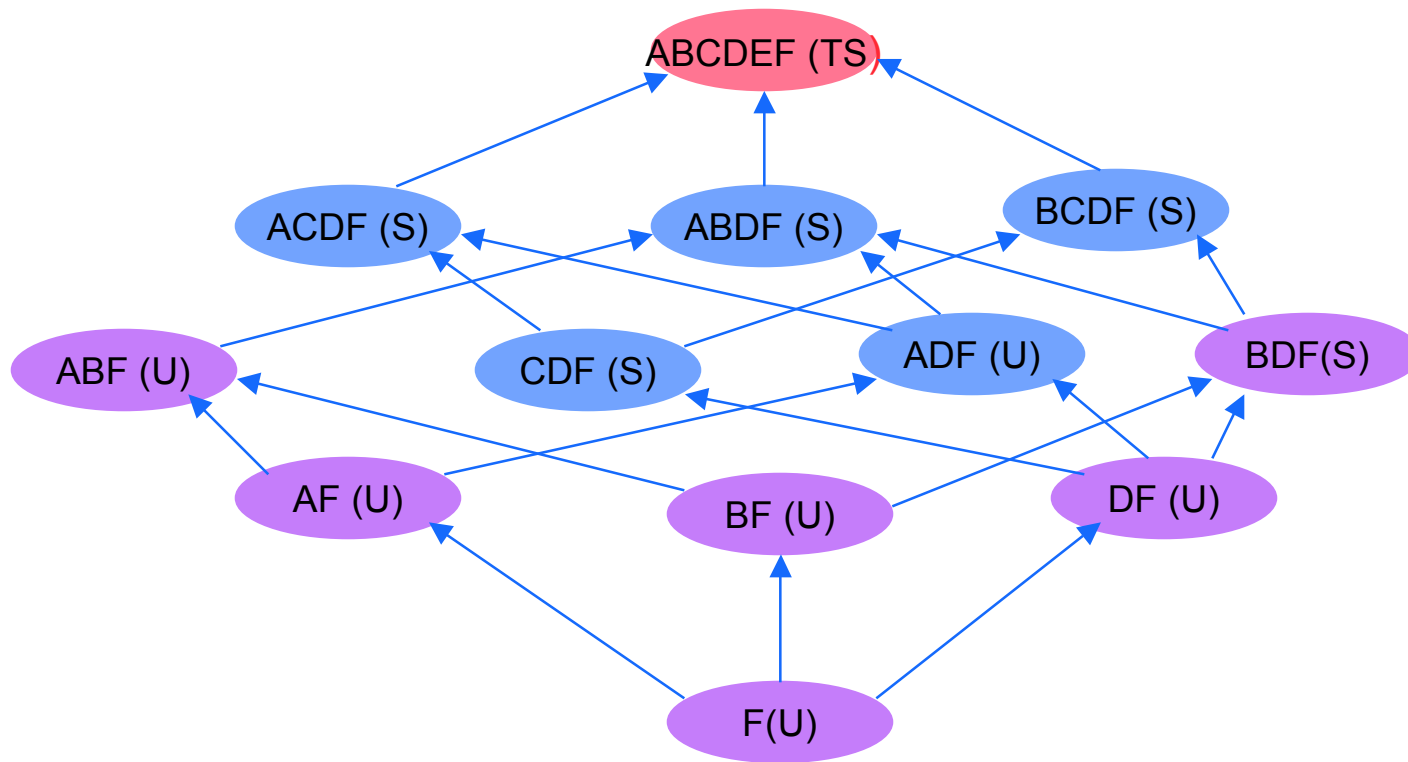 ABCDEF (TS)
ACDF (S)
ABDF (S)
BCDF (S)
ABF (U)
CDF (S)
ADF (U)
BDF(S)
AF (U)
BF (U)
DF (U)
F(U)